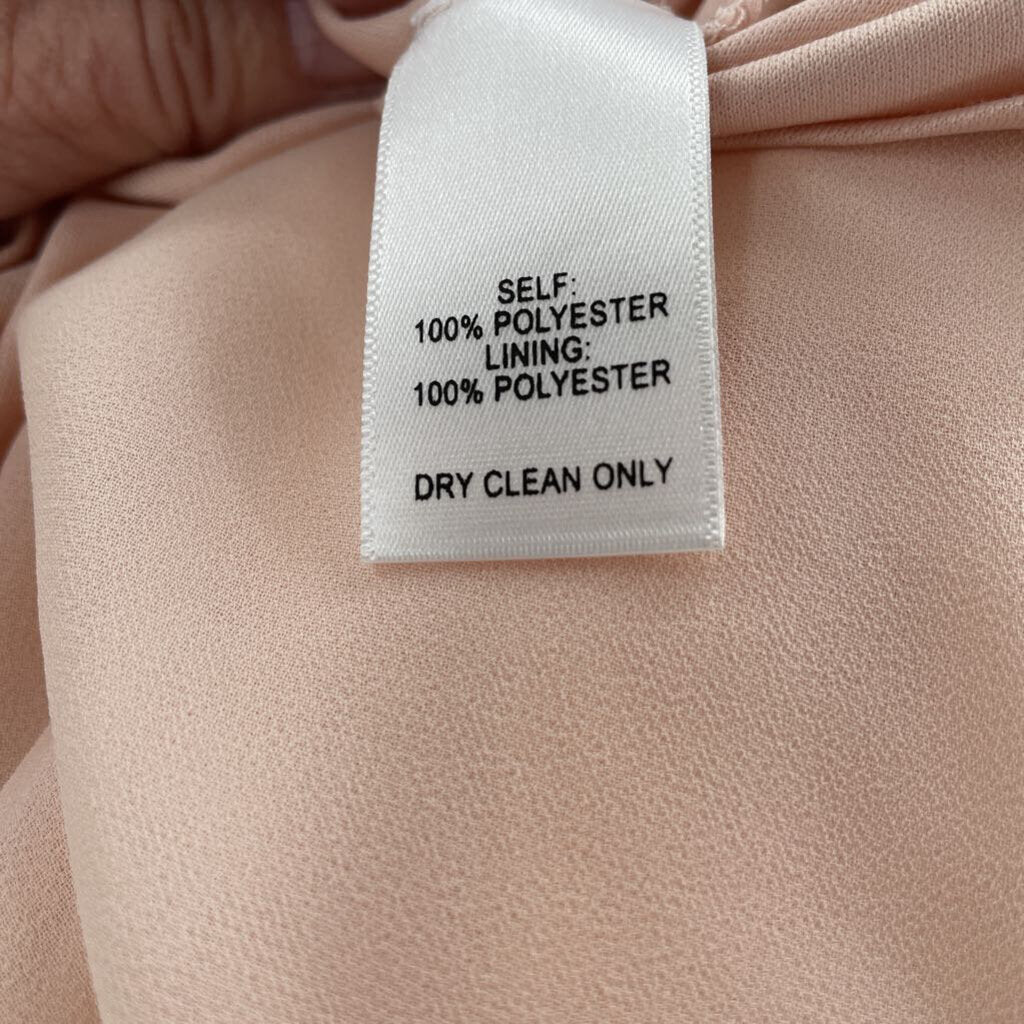 SELF:
100% POLYESTER
LINING:
100% POLYESTER
DRY CLEAN ONLY